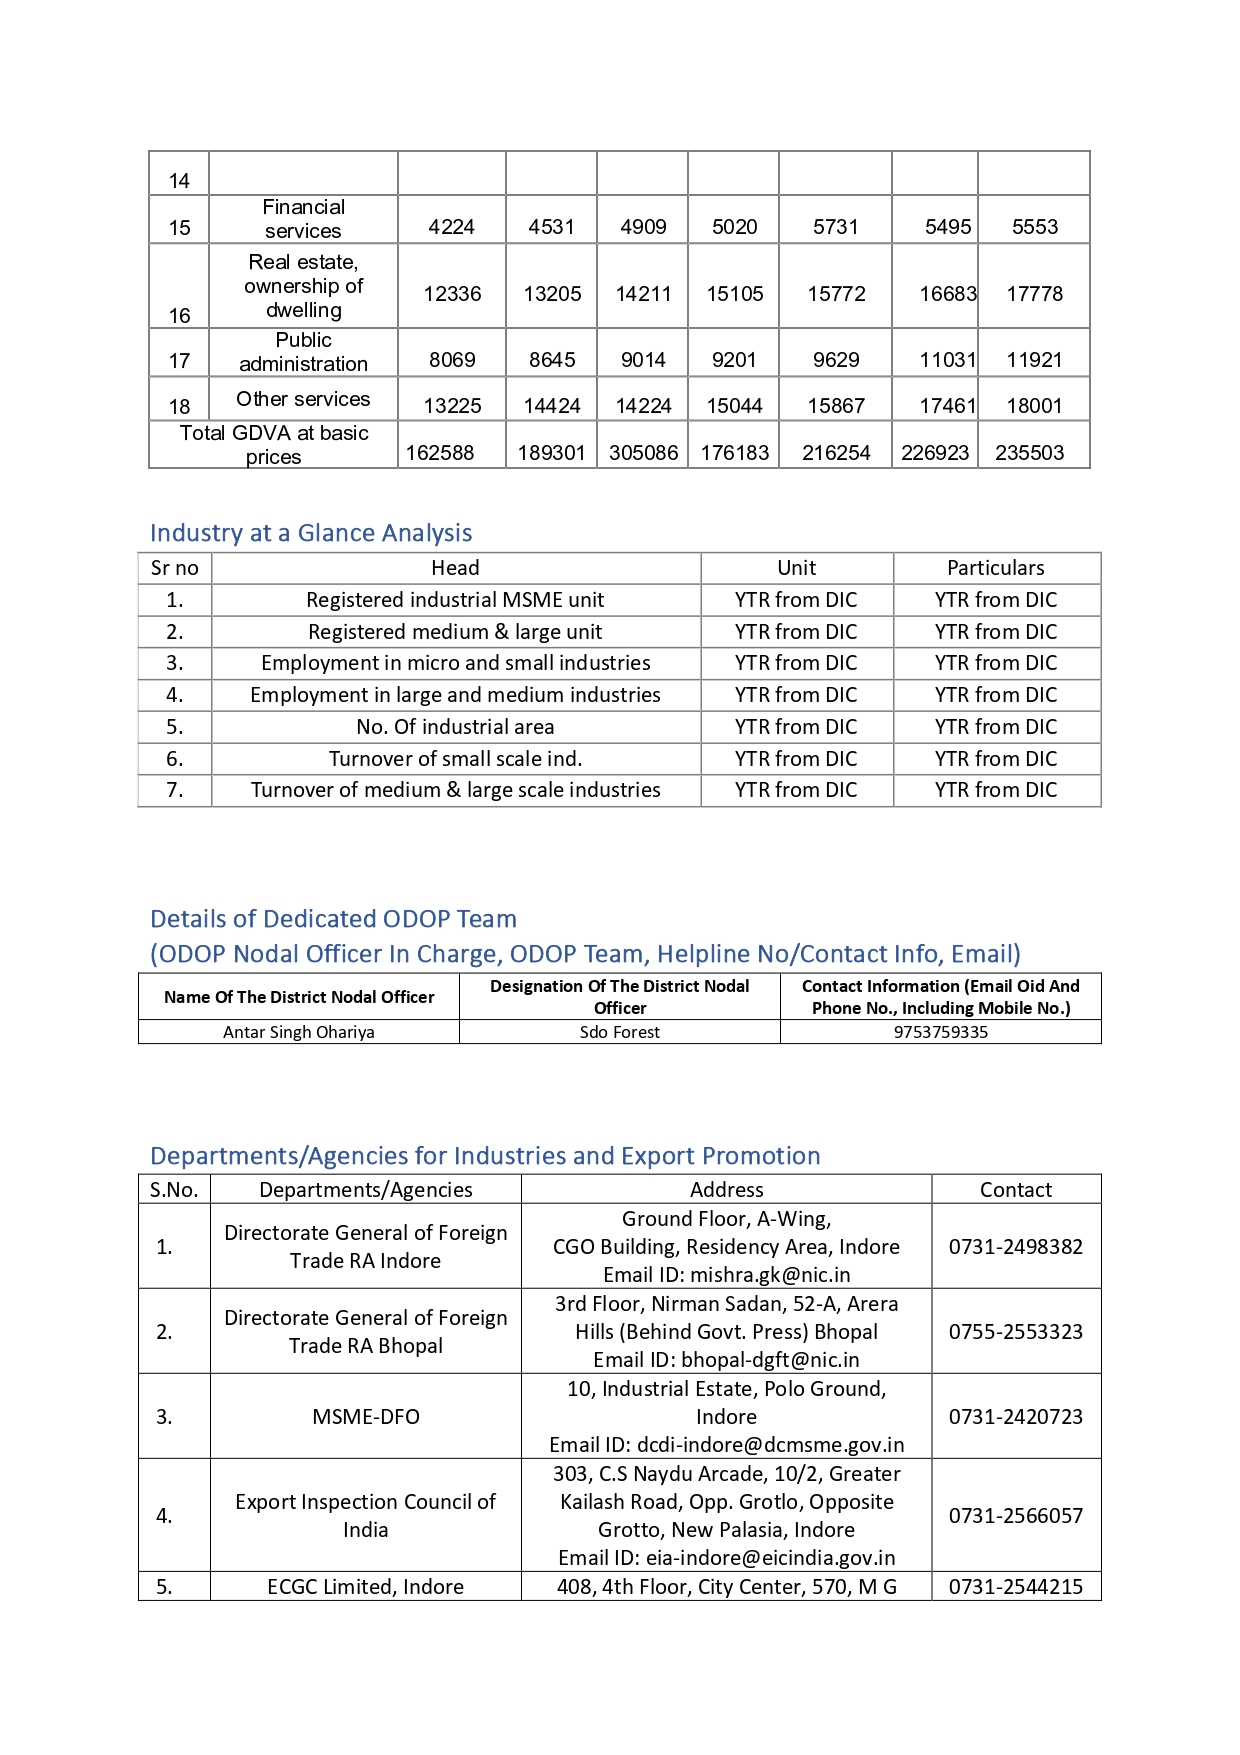 14
Financial
services
15 4224 4531 4909 5020 5731 5495 5553
Real estate,
ownership of
dwelling
16 12336 13205 14211 15105 15772 16683 17778
Public
administration
17 8069 8645 9014 9201 9629 11031 11921
18 Other services 13225 14424 14224 15044 15867 17461 18001
Total GDVA at basic
prices 162588 189301 305086 176183 216254 226923 235503
Industry at a Glance Analysis
Sr no Head Unit Particulars
1. Registered industrial MSME unit YTR from DIC YTR from DIC
2. Registered medium & large unit YTR from DIC YTR from DIC
3. Employment in micro and small industries YTR from DIC YTR from DIC
4. Employment in large and medium industries YTR from DIC YTR from DIC
5. No. Of industrial area YTR from DIC YTR from DIC
6. Turnover of small scale ind. YTR from DIC YTR from DIC
7. Turnover of medium & large scale industries YTR from DIC YTR from DIC
Details of Dedicated ODOP Team
(ODOP Nodal Officer In Charge, ODOP Team, Helpline No/Contact Info, Email)
Name Of The District Nodal Officer
Designation Of The District Nodal
Officer
Contact Information (Email Oid And
Phone No., Including Mobile No.)
Antar Singh Ohariya Sdo Forest 9753759335
Departments/Agencies for Industries and Export Promotion
S.No. Departments/Agencies Address Contact
1.
Directorate General of Foreign
Trade RA Indore
Ground Floor, A-Wing,
CGO Building, Residency Area, Indore
Email ID: mishra.gk@nic.in
0731-2498382
2.
Directorate General of Foreign
Trade RA Bhopal
3rd Floor, Nirman Sadan, 52-A, Arera
Hills (Behind Govt. Press) Bhopal
Email ID: bhopal-dgft@nic.in
0755-2553323
3.
MSME-DFO
10, Industrial Estate, Polo Ground,
Indore
Email ID: dcdi-indore@dcmsme.gov.in
0731-2420723
4.
Export Inspection Council of
India
303, C.S Naydu Arcade, 10/2, Greater
Kailash Road, Opp. Grotlo, Opposite
Grotto, New Palasia, Indore
Email ID: eia-indore@eicindia.gov.in
0731-2566057
5. ECGC Limited, Indore 408, 4th Floor, City Center, 570, M G 0731-2544215